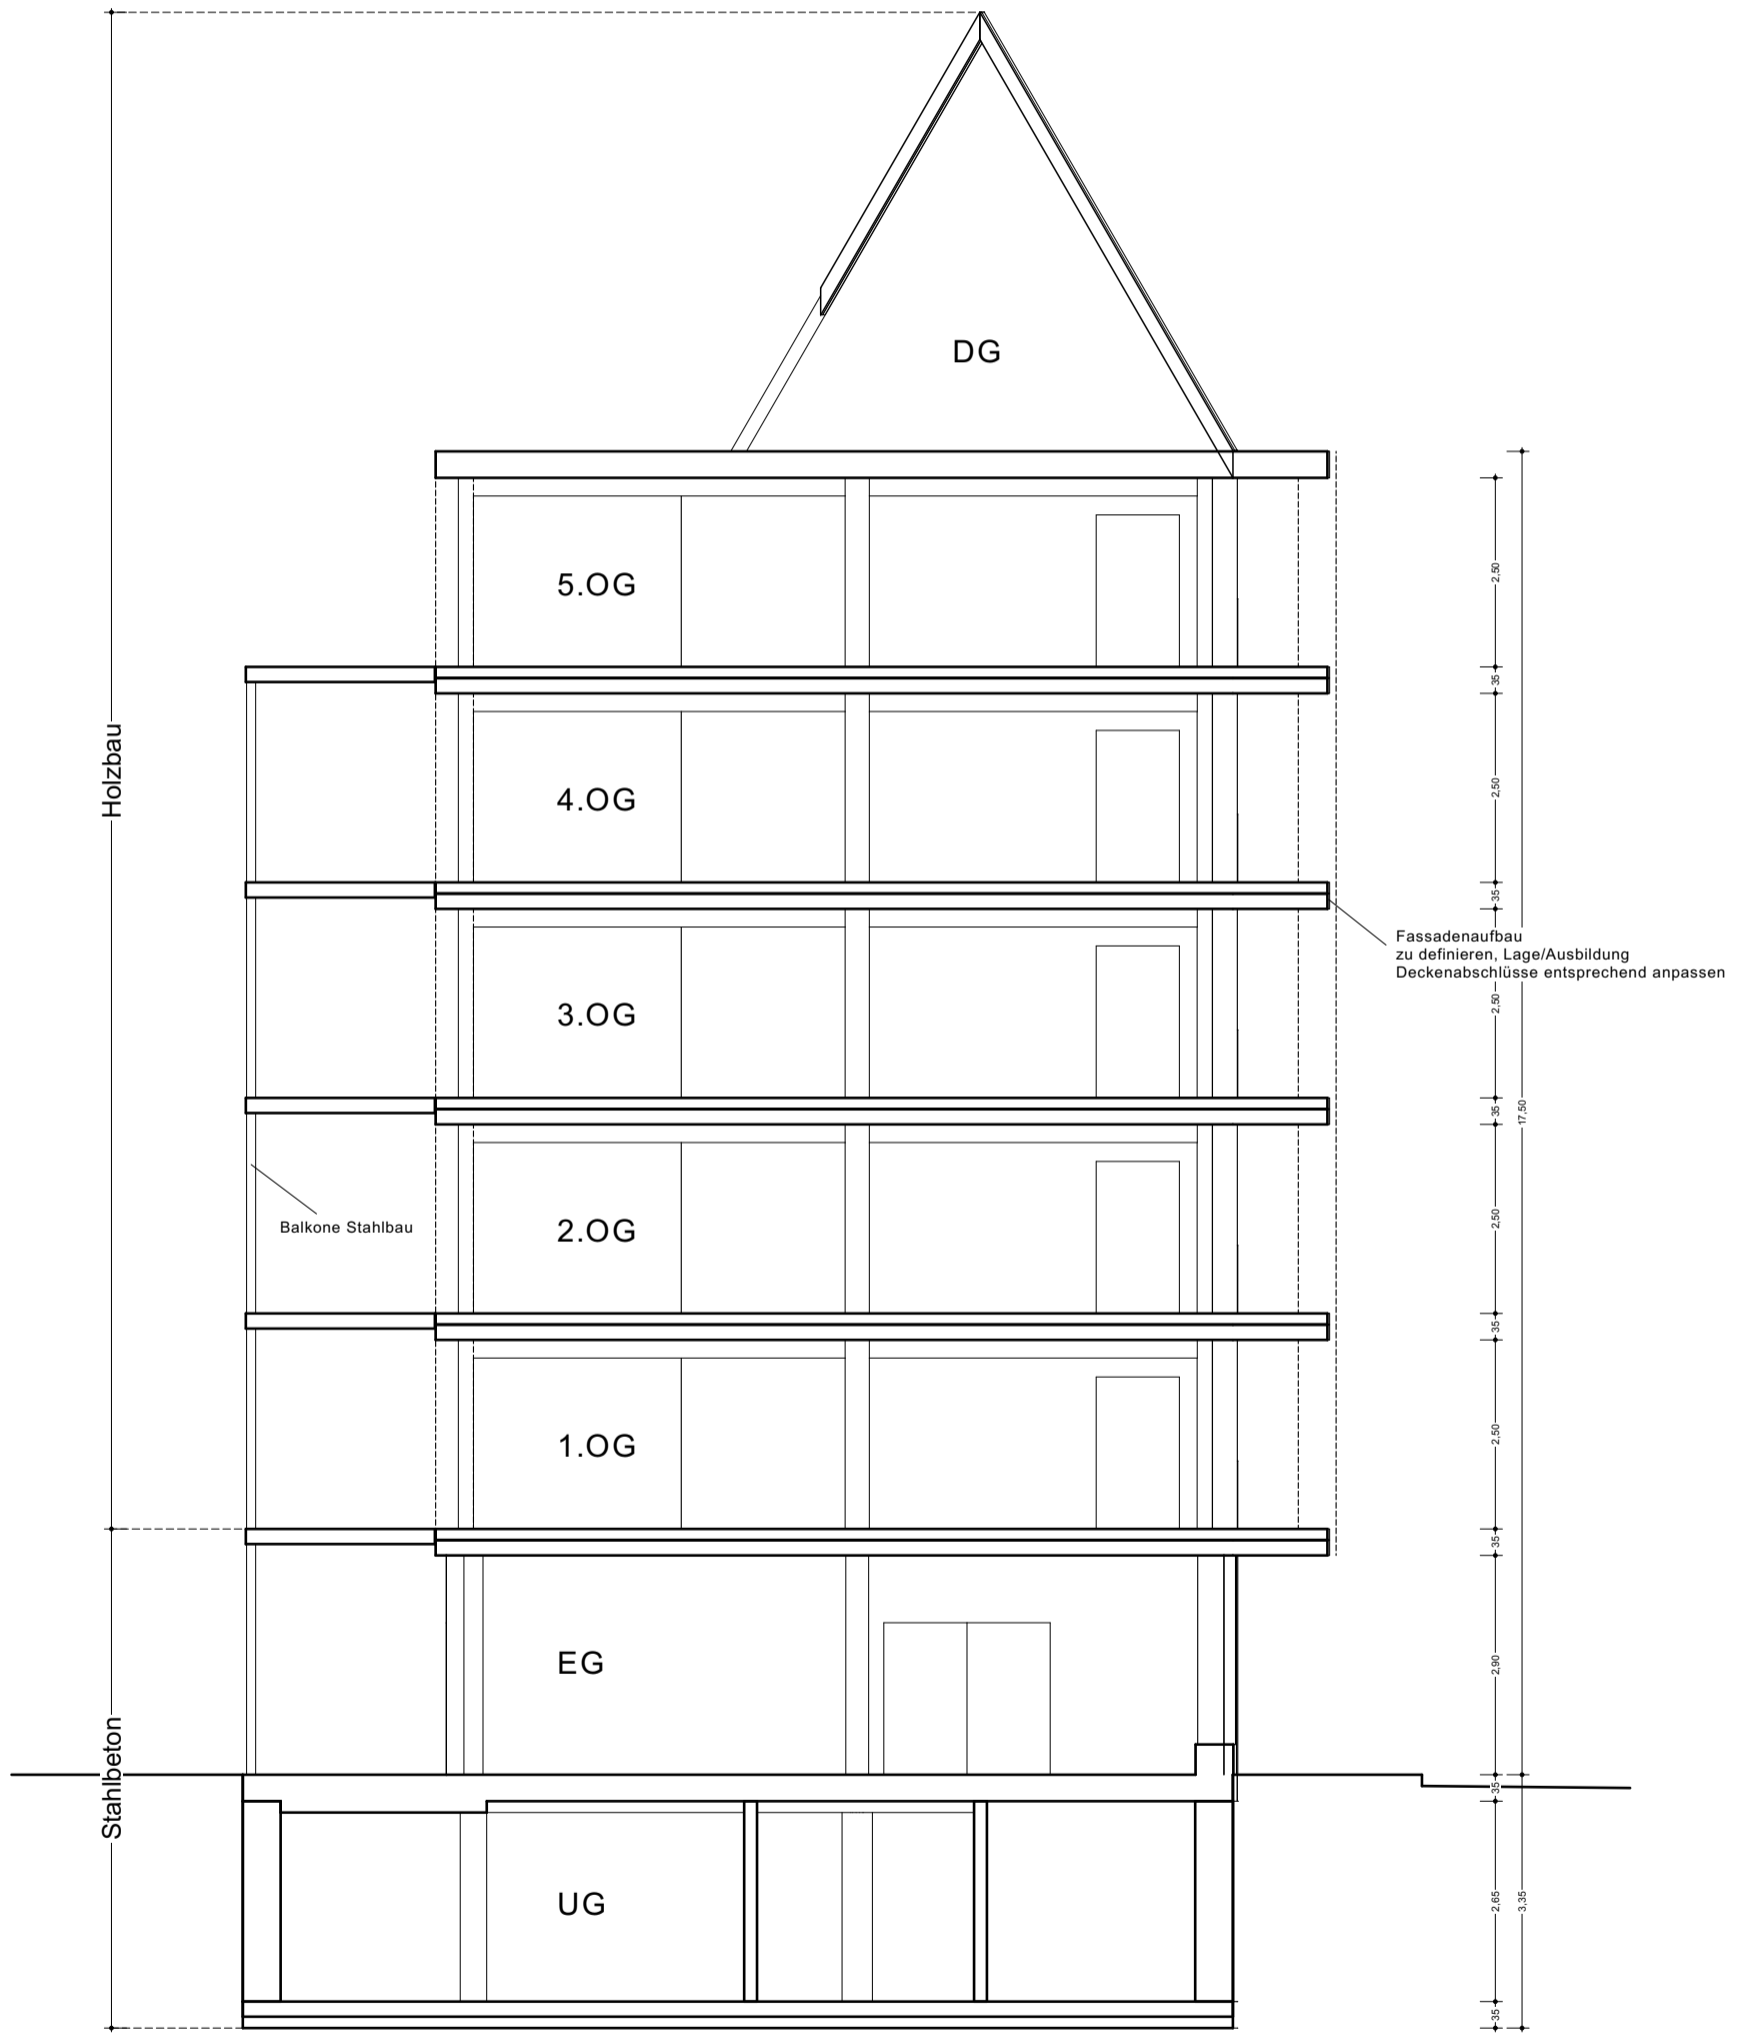 DG
5.OG
2,50
35
Holzbau
4.OG
2,50
35
Fassadenaufbau
zu definieren, Lage/Ausbildung
Deckenabschlüsse entsprechend anpassen
3.OG
2,50
35
17,50
Balkone Stahlbau
2.OG
2,50
35
1.OG
2,50
35
EG
2,90
Stahlbeton
35
UG
2,65
3,35
35